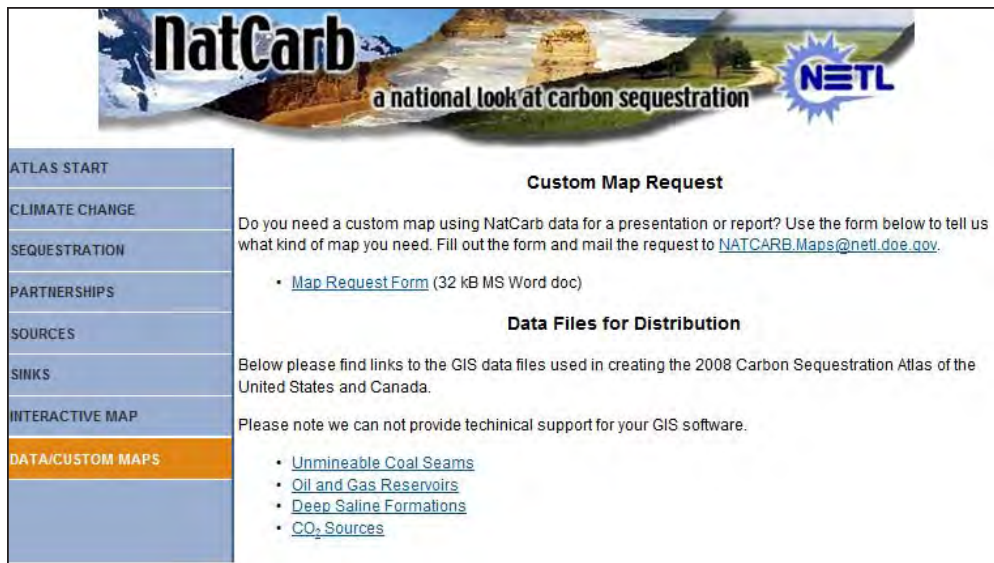 NatCarb
a national look at carbon sequestration
NETL
ATLAS START
CLIMATE CHANGE
SEQUESTRATION
PARTNERSHIPS
SOURCES
SINKS
INTERACTIVE MAP
DATA/CUSTOM MAPS
Custom Map Request
Do you need a custom map using NatCarb data for a presentation or report? Use the form below to tell us
what kind of map you need. Fill out the form and mail the request to NATCARB.Maps@netl.doe.gov.
• Map Request Form (32 kB MS Word doc)
Data Files for Distribution
Below please find links to the GIS data files used in creating the 2008 Carbon Sequestration Atlas of the
United States and Canada.
Please note we can not provide techinical support for your GIS software.
• Unmineable Coal Seams
• Oil and Gas Reservoirs
• Deep Saline Formations
• CO₂ Sources